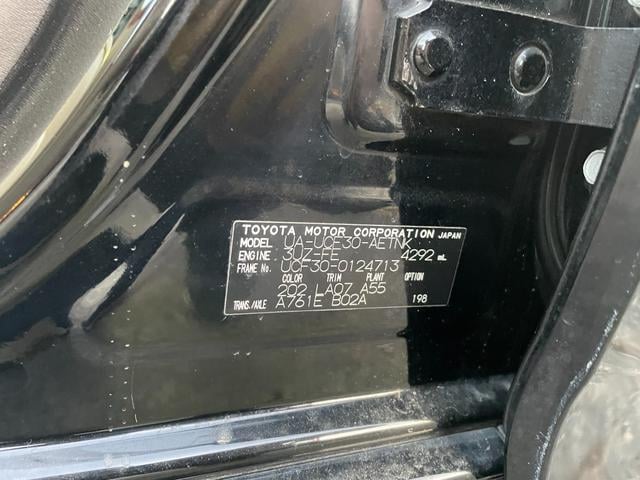 TOYOTA MOTOR CORPORATION JAPAN
MODEL UA-UCF30-AETNK
ENGINE 3UZ-FE 4292 mL
FRAME No. UCF30-0124713
COLOR TRIM PLANT OPTION
202 LA07 A55
TRANS./AXLE A761E B02A 198